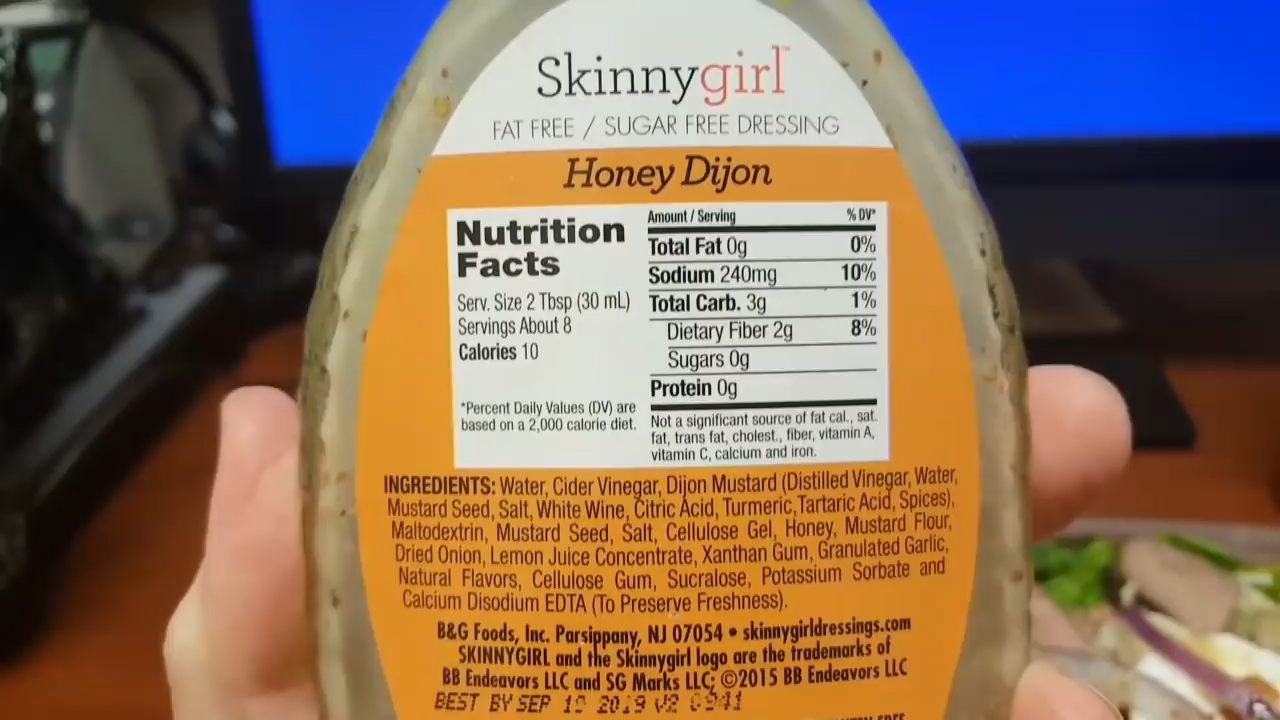 Skinnygirl™
FAT FREE / SUGAR FREE DRESSING
Honey Dijon
Nutrition
Facts
Serv. Size 2 Tbsp (30 mL)
Servings About 8
Calories 10
*Percent Daily Values (DV) are
based on a 2,000 calorie diet.
Amount / Serving % DV*
Total Fat 0g 0%
Sodium 240mg 10%
Total Carb. 3g 1%
Dietary Fiber 2g 8%
Sugars 0g
Protein 0g
Not a significant source of fat cal., sat.
fat, trans fat, cholest., fiber, vitamin A,
vitamin C, calcium and iron.
INGREDIENTS: Water, Cider Vinegar, Dijon Mustard (Distilled Vinegar, Water,
Mustard Seed, Salt, White Wine, Citric Acid, Turmeric, Tartaric Acid, Spices),
Maltodextrin, Mustard Seed, Salt, Cellulose Gel, Honey, Mustard Flour,
Dried Onion, Lemon Juice Concentrate, Xanthan Gum, Granulated Garlic,
Natural Flavors, Cellulose Gum, Sucralose, Potassium Sorbate and
Calcium Disodium EDTA (To Preserve Freshness).
B&G Foods, Inc. Parsippany, NJ 07054 • skinnygirldressings.com
SKINNYGIRL and the Skinnygirl logo are the trademarks of
BB Endeavors LLC and SG Marks LLC; ©2015 BB Endeavors LLC
BEST BY SEP 2019